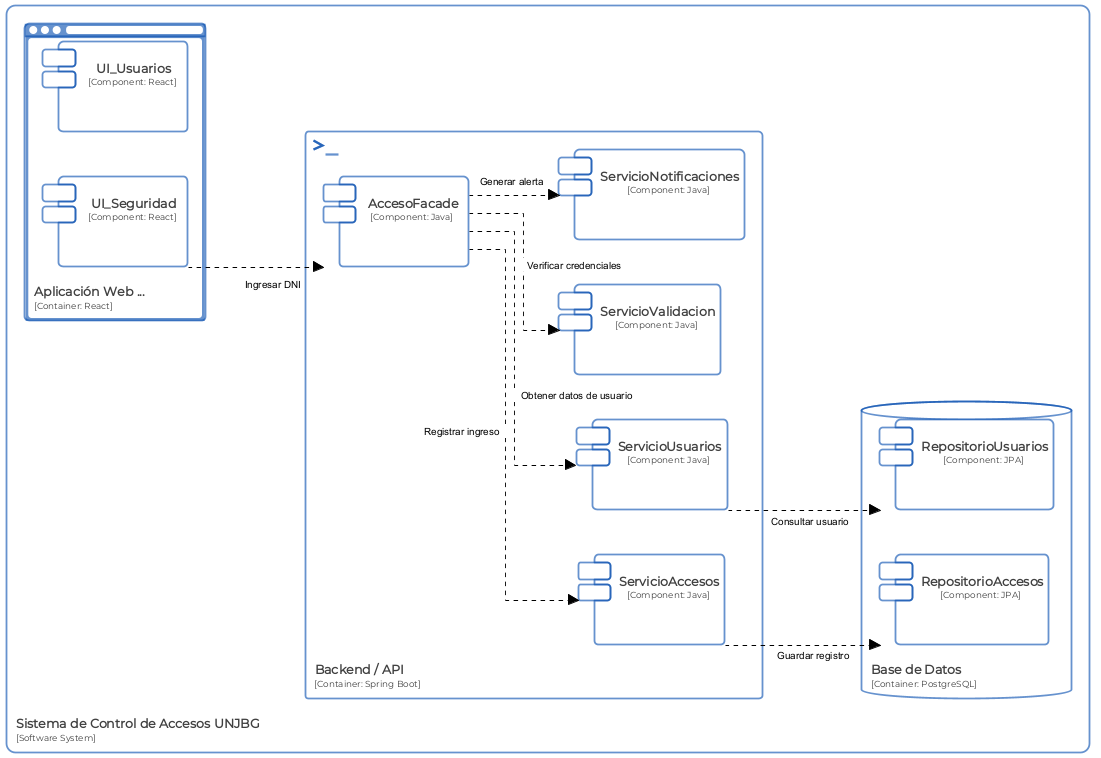 UI_Usuarios
[Component: React]
UI_Seguridad
[Component: React]
Aplicación Web ...
[Container: React]
Ingresar DNI
>_
AccesoFacade
[Component: Java]
Generar alerta
ServicioNotificaciones
[Component: Java]
Verificar credenciales
ServicioValidacion
[Component: Java]
Obtener datos de usuario
Registrar ingreso
ServicioUsuarios
[Component: Java]
Consultar usuario
ServicioAccesos
[Component: Java]
Guardar registro
Backend / API
[Container: Spring Boot]
RepositorioUsuarios
[Component: JPA]
RepositorioAccesos
[Component: JPA]
Base de Datos
[Container: PostgreSQL]
Sistema de Control de Accesos UNJBG
[Software System]